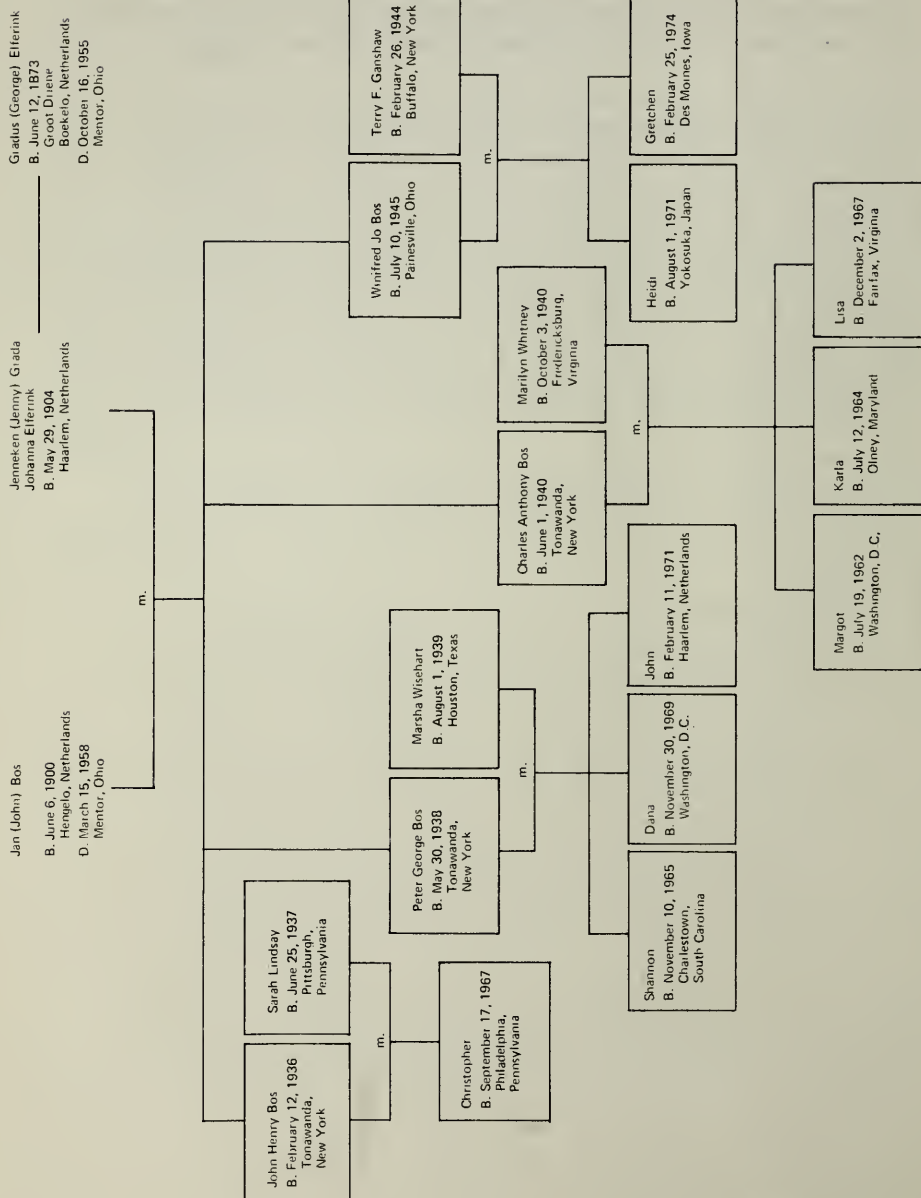 Jan (John) Bos
B. June 6, 1900
Hengelo, Netherlands
D. March 15, 1958
Mentor, Ohio
Jenneken (Jenny) Grada
Johanna Elferink
B. May 29, 1904
Haarlem, Netherlands
Gradus (George) Elferink
B. June 12, 1873
Groot Driene
Boekelo, Netherlands
D. October 16, 1955
Mentor, Ohio
m.
John Henry Bos
B. February 12, 1936
Tonawanda,
New York
Sarah Lindsay
B. June 25, 1937
Pittsburgh,
Pennsylvania
m.
Christopher
B. September 17, 1967
Philadelphia,
Pennsylvania
Peter George Bos
B. May 30, 1938
Tonawanda,
New York
Marsha Wisehart
B. August 1, 1939
Houston, Texas
m.
Shannon
B. November 10, 1965
Charlestown,
South Carolina
Dana
B. November 30, 1969
Washington, D.C.
John
B. February 11, 1971
Haarlem, Netherlands
Charles Anthony Bos
B. June 1, 1940
Tonawanda,
New York
Marilyn Whitney
B. October 3, 1940
Fredericksburg,
Virginia
m.
Margot
B. July 19, 1962
Washington, D.C.
Karla
B. July 12, 1964
Olney, Maryland
Lisa
B. December 2, 1967
Fairfax, Virginia
Winifred Jo Bos
B. July 10, 1945
Painesville, Ohio
Terry F. Ganshaw
B. February 26, 1944
Buffalo, New York
m.
Heidi
B. August 1, 1971
Yokosuka, Japan
Gretchen
B. February 25, 1974
Des Moines, Iowa